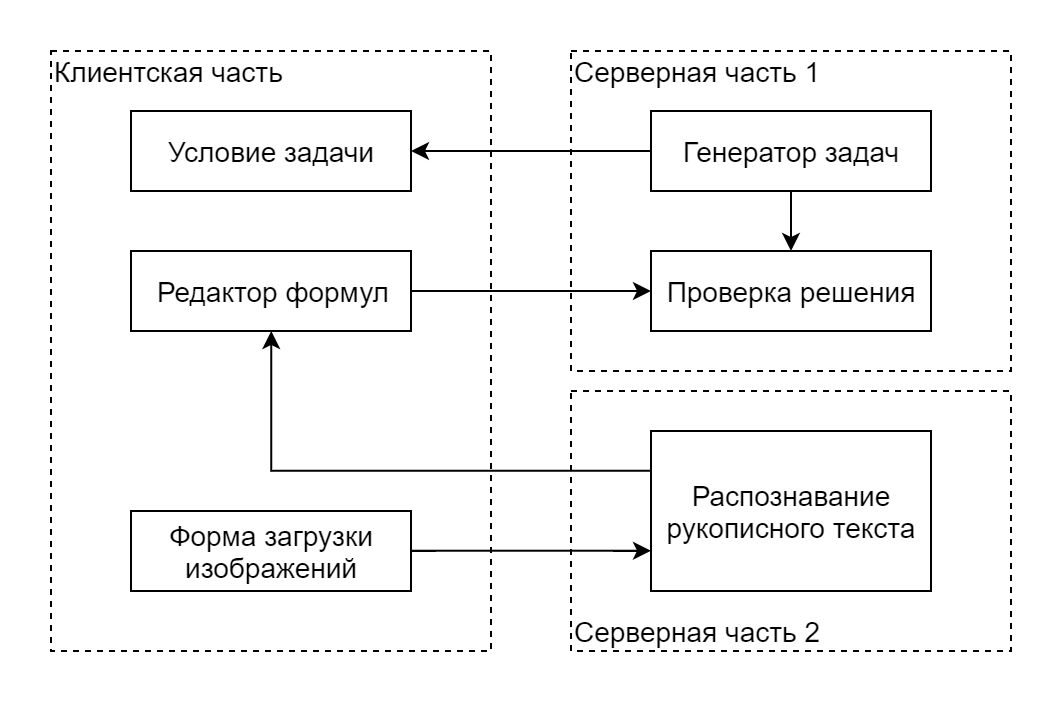 Клиентская часть
Серверная часть 1
Условие задачи
Генератор задач
Редактор формул
Проверка решения
Распознавание
рукописного текста
Форма загрузки
изображений
Серверная часть 2